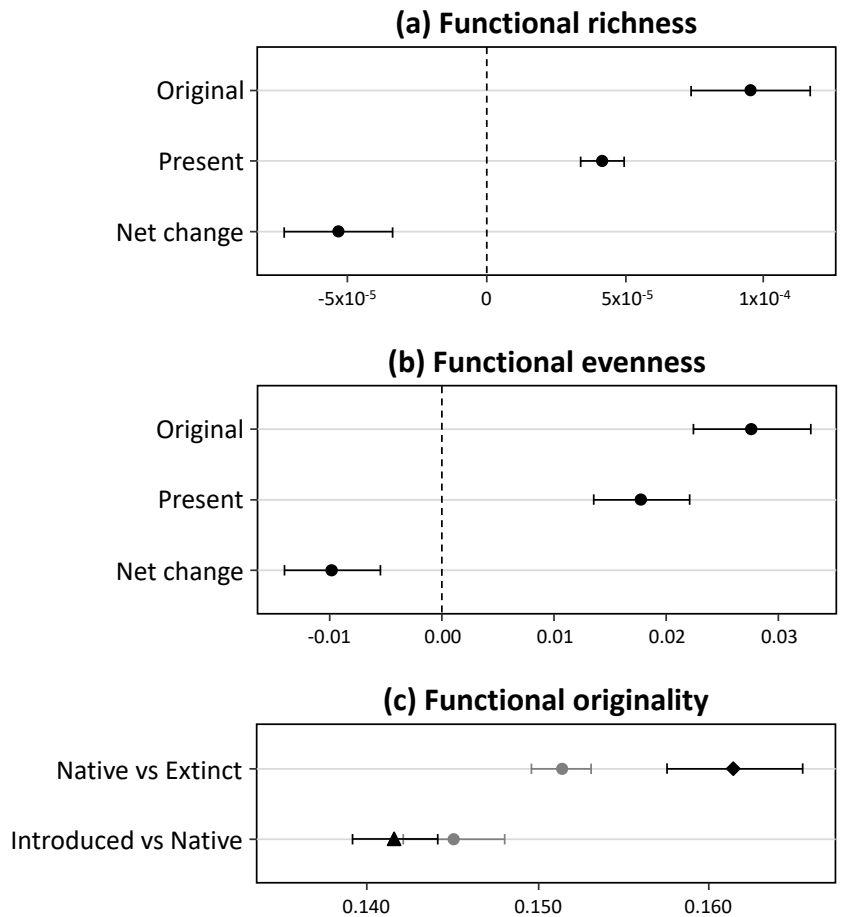 (a) Functional richness
Original
Present
Net change
-5x10⁻⁵ 0 5x10⁻⁵ 1x10⁻⁴
(b) Functional evenness
Original
Present
Net change
-0.01 0.00 0.01 0.02 0.03
(c) Functional originality
Native vs Extinct
Introduced vs Native
0.140 0.150 0.160